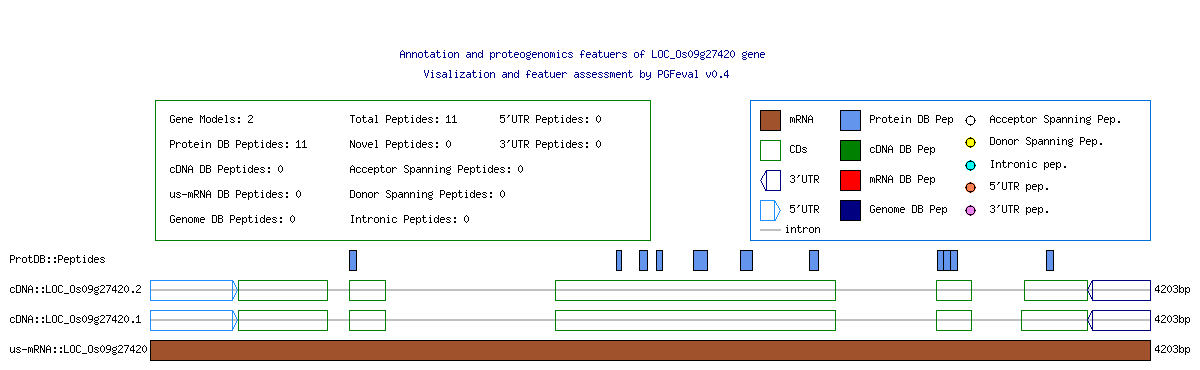 Annotation and proteogenomics featuers of LOC_Os09g27420 gene
Visalization and featuer assessment by PGFeval v0.4
Gene Models: 2 Total Peptides: 11 5'UTR Peptides: 0
Protein DB Peptides: 11 Novel Peptides: 0 3'UTR Peptides: 0
cDNA DB Peptides: 0 Acceptor Spanning Peptides: 0
us-mRNA DB Peptides: 0 Donor Spanning Peptides: 0
Genome DB Peptides: 0 Intronic Peptides: 0
mRNA Protein DB Pep Acceptor Spanning Pep.
CDs cDNA DB Pep Donor Spanning Pep.
3'UTR mRNA DB Pep Intronic pep.
5'UTR Genome DB Pep 5'UTR pep.
intron 3'UTR pep.
ProtDB::Peptides
cDNA::LOC_Os09g27420.2 4203bp
cDNA::LOC_Os09g27420.1 4203bp
us-mRNA::LOC_Os09g27420 4203bp